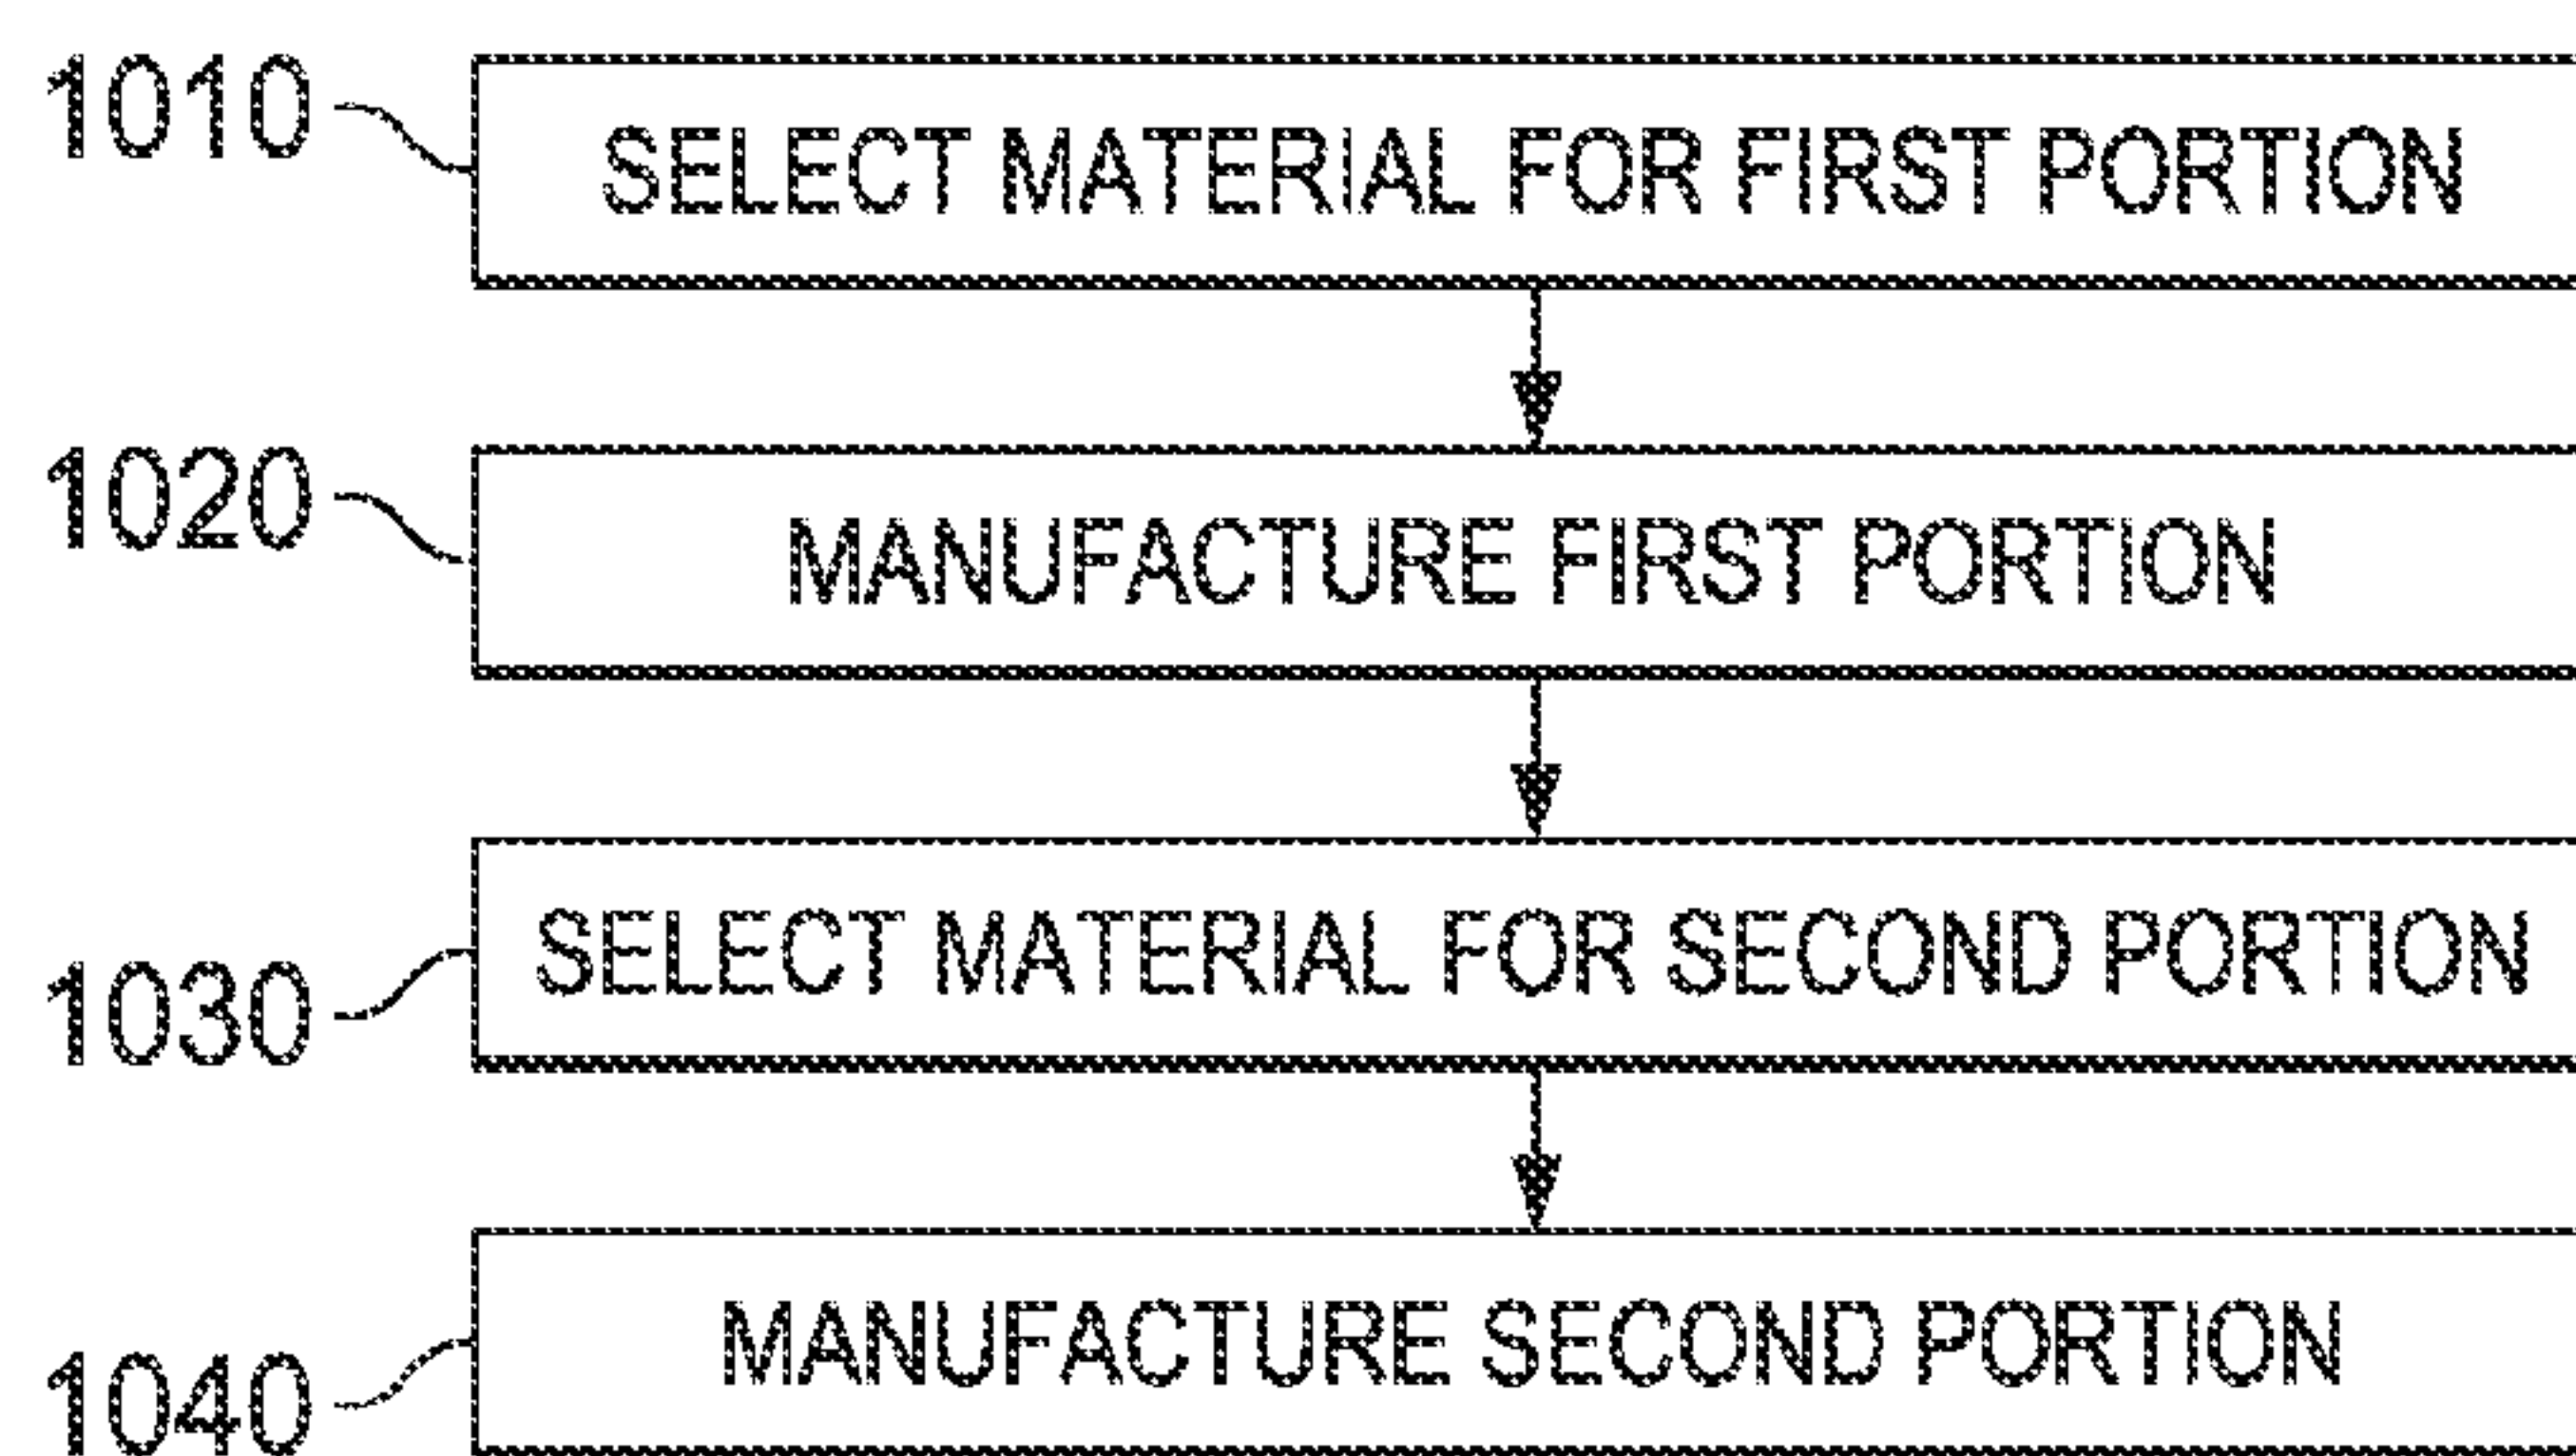 1010 SELECT MATERIAL FOR FIRST PORTION
1020 MANUFACTURE FIRST PORTION
1030 SELECT MATERIAL FOR SECOND PORTION
1040 MANUFACTURE SECOND PORTION